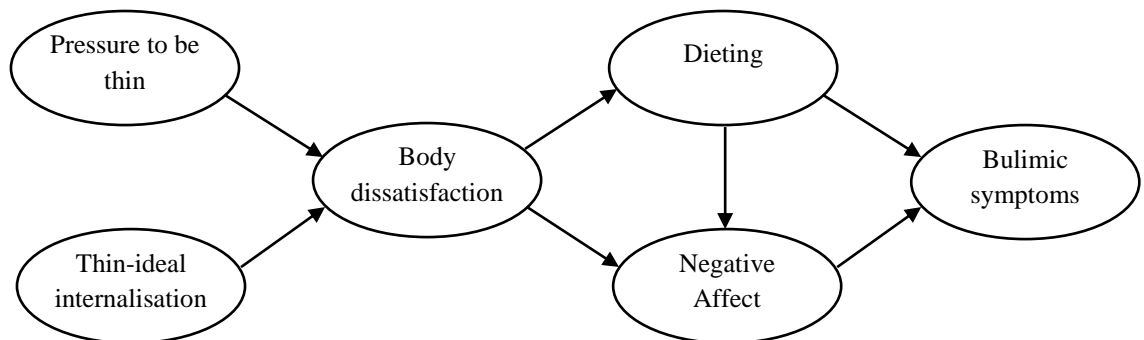 Pressure to be
thin
Thin-ideal
internalisation
Body
dissatisfaction
Dieting
Negative
Affect
Bulimic
symptoms